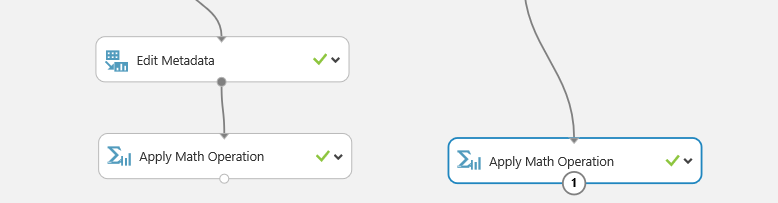 Edit Metadata
Apply Math Operation
Apply Math Operation
1